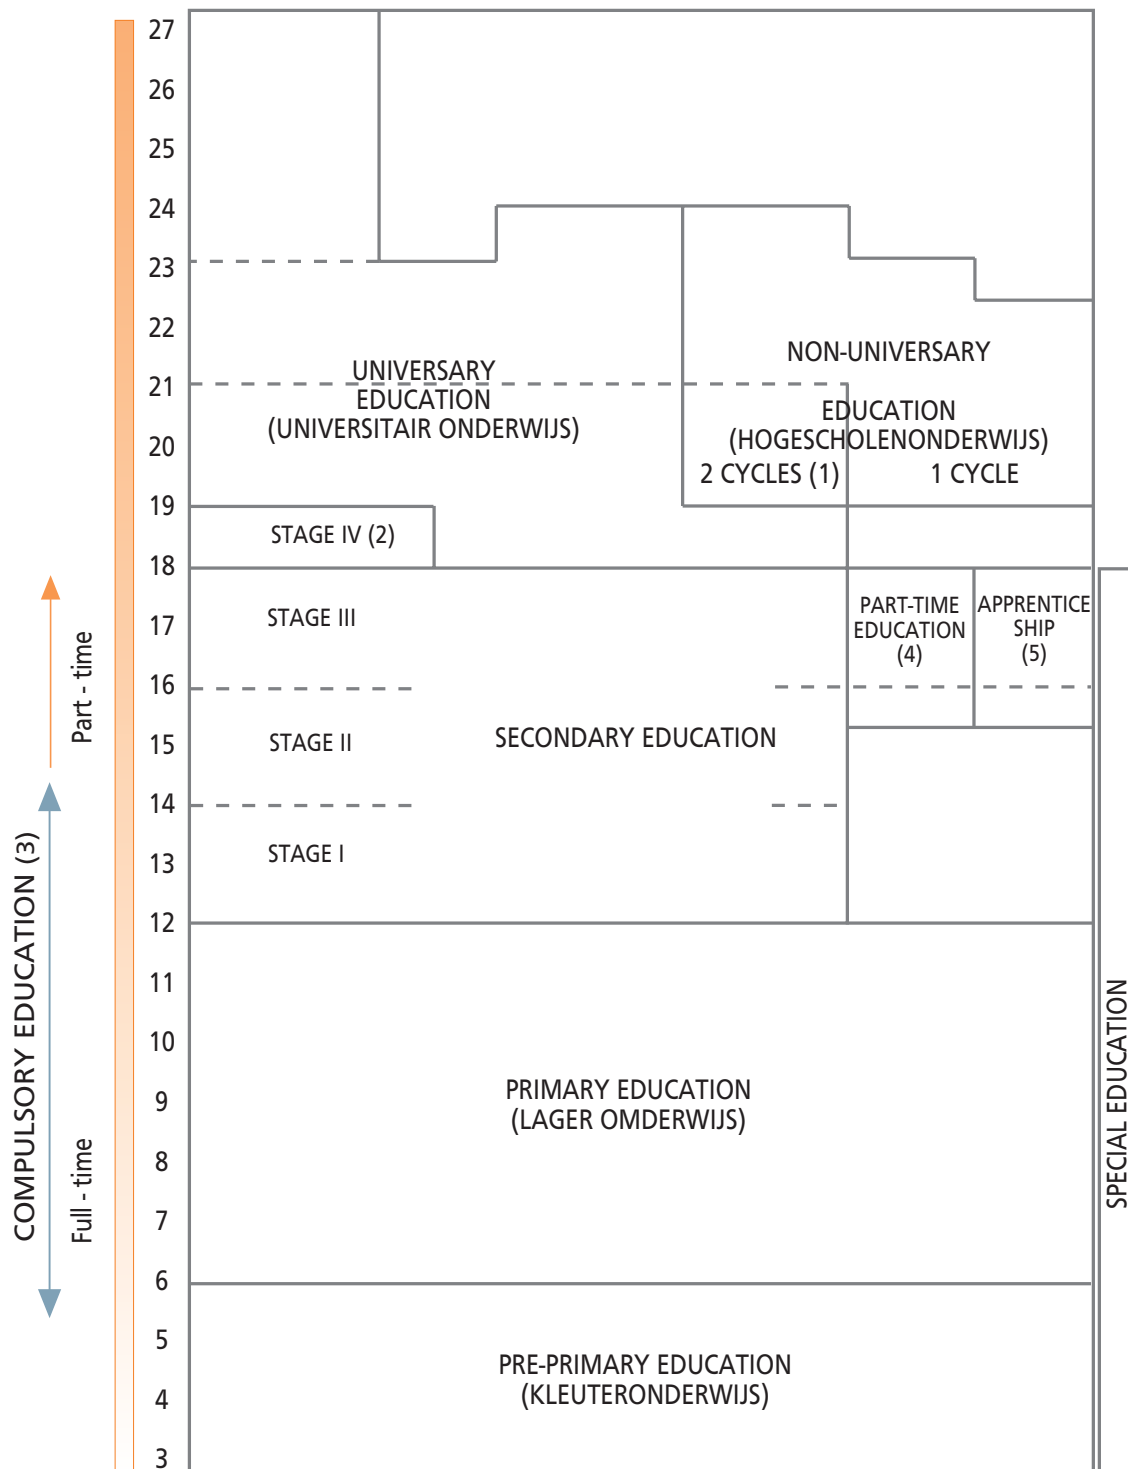 27
26
25
24
23
22
21
20
19
18
17
16
15
14
13
12
11
10
9
8
7
6
5
4
3
NON-UNIVERSARY
EDUCATION
(HOGESCHOLENONDERWIJS)
2 CYCLES (1)
1 CYCLE
UNIVERSARY
EDUCATION
(UNIVERSITAIR ONDERWIJS)
STAGE IV (2)
STAGE III
STAGE II
STAGE I
SECONDARY EDUCATION
PART-TIME
EDUCATION
(4)
APPRENTICE
SHIP
(5)
PRIMARY EDUCATION
(LAGER OMDERWIJS)
PRE-PRIMARY EDUCATION
(KLEUTERONDERWIJS)
COMPULSORY EDUCATION (3)
Part - time
Full - time
SPECIAL EDUCATION